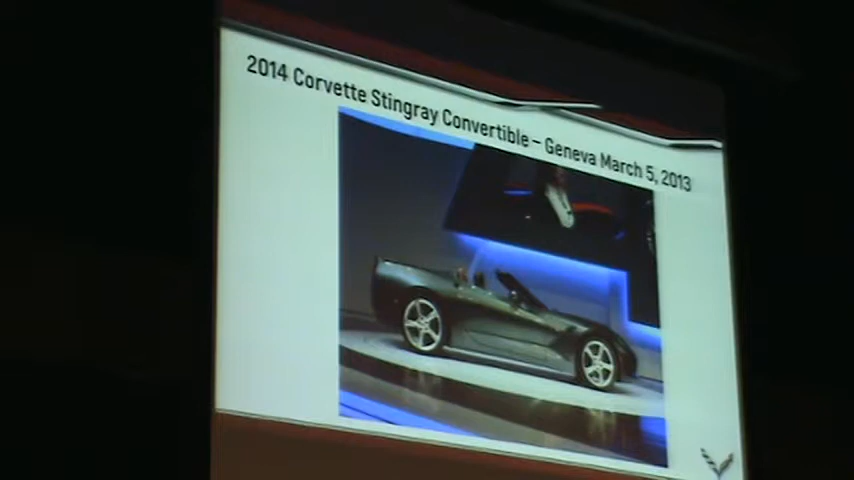 2014 Corvette Stingray Convertible – Geneva March 5, 2013